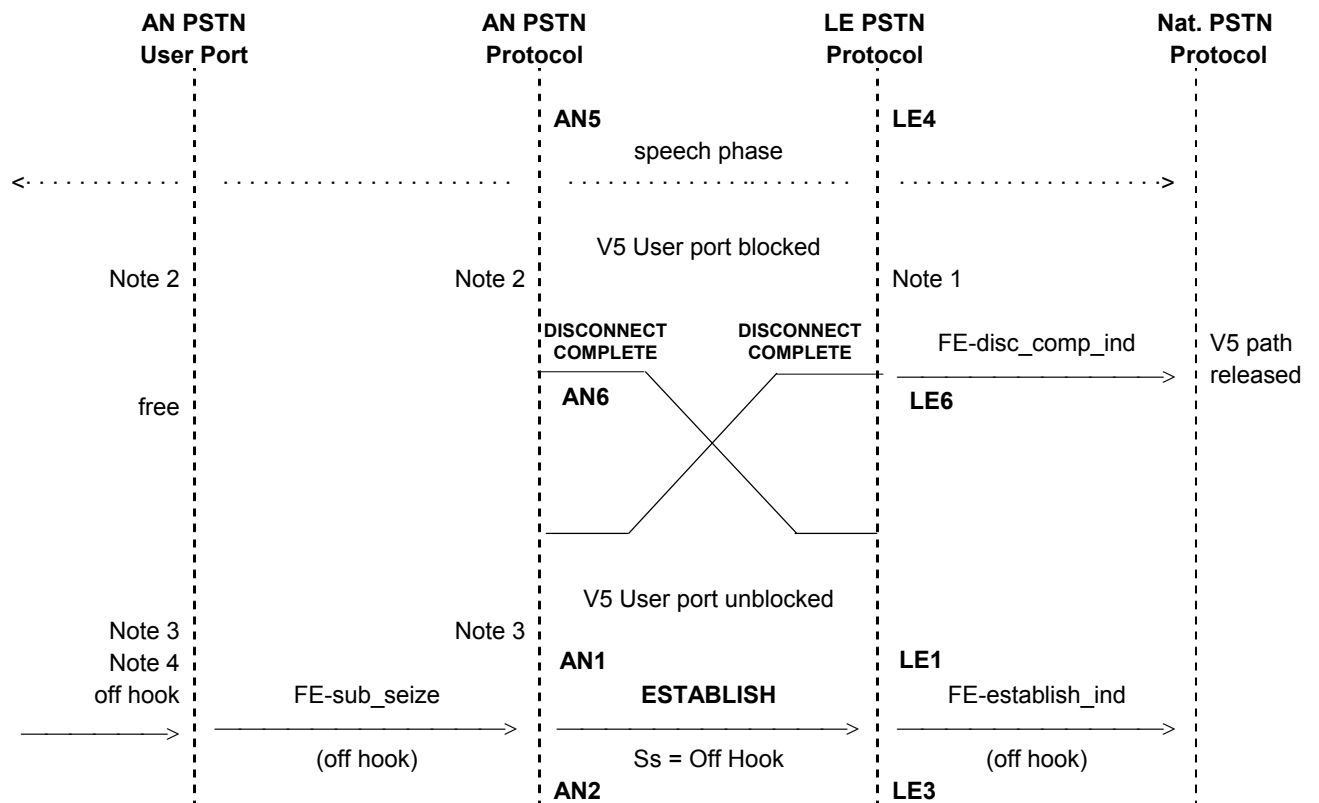 AN PSTN
User Port
AN PSTN
Protocol
LE PSTN
Protocol
Nat. PSTN
Protocol
AN5
LE4
speech phase
V5 User port blocked
Note 2
Note 2
Note 1
DISCONNECT
COMPLETE
DISCONNECT
COMPLETE
FE-disc_comp_ind
V5 path
released
AN6
LE6
free
V5 User port unblocked
Note 3
Note 3
Note 4
AN1
LE1
off hook
FE-sub_seize
ESTABLISH
FE-establish_ind
(off hook)
Ss = Off Hook
(off hook)
AN2
LE3